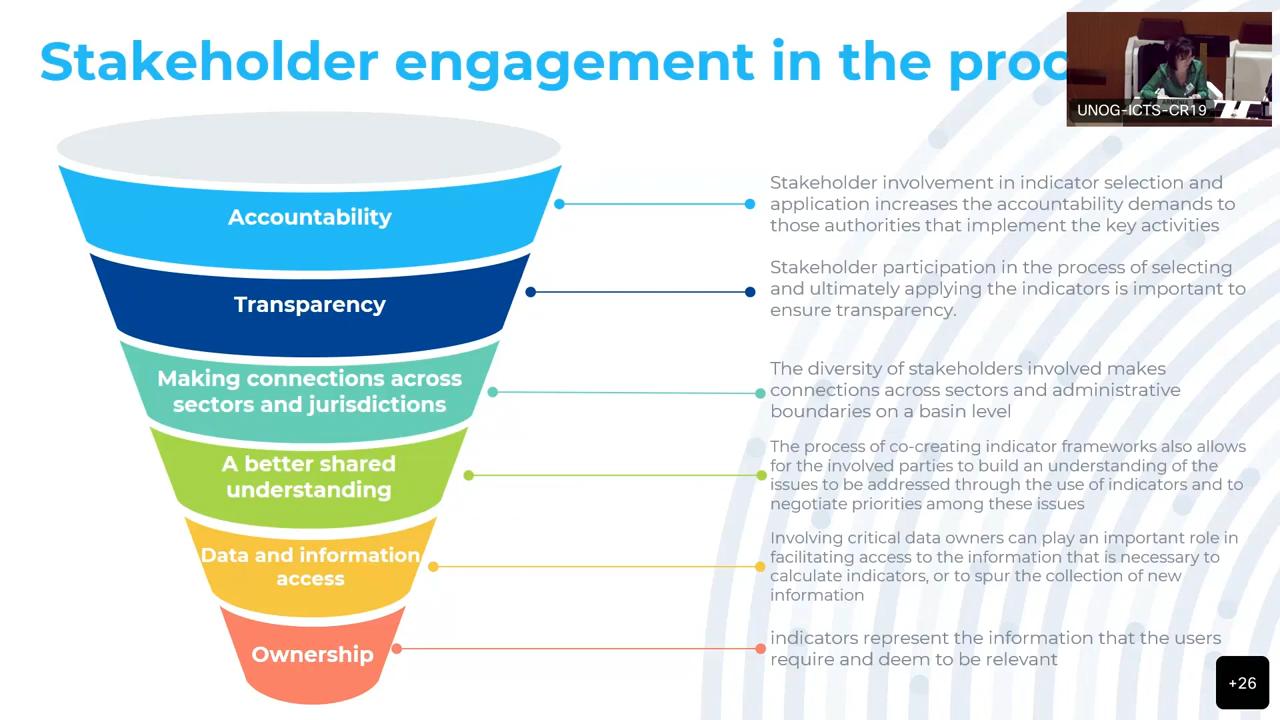 Stakeholder engagement in the proc
UNOG-ICTS-CR19
Accountability
Stakeholder involvement in indicator selection and
application increases the accountability demands to
those authorities that implement the key activities
Transparency
Stakeholder participation in the process of selecting
and ultimately applying the indicators is important to
ensure transparency.
Making connections across
sectors and jurisdictions
The diversity of stakeholders involved makes
connections across sectors and administrative
boundaries on a basin level
A better shared
understanding
The process of co-creating indicator frameworks also allows
for the involved parties to build an understanding of the
issues to be addressed through the use of indicators and to
negotiate priorities among these issues
Data and information
access
Involving critical data owners can play an important role in
facilitating access to the information that is necessary to
calculate indicators, or to spur the collection of new
information
Ownership
indicators represent the information that the users
require and deem to be relevant
+26